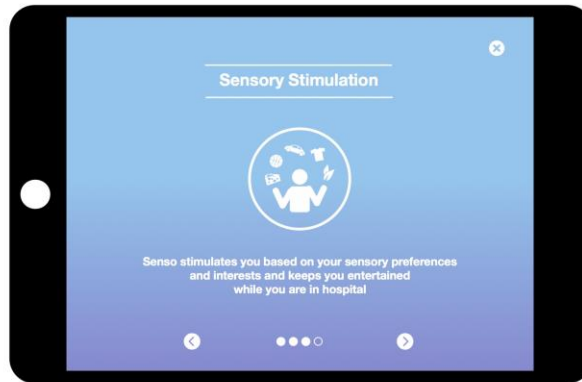 Sensory Stimulation
Senso stimulates you based on your sensory preferences
and interests and keeps you entertained
while you are in hospital